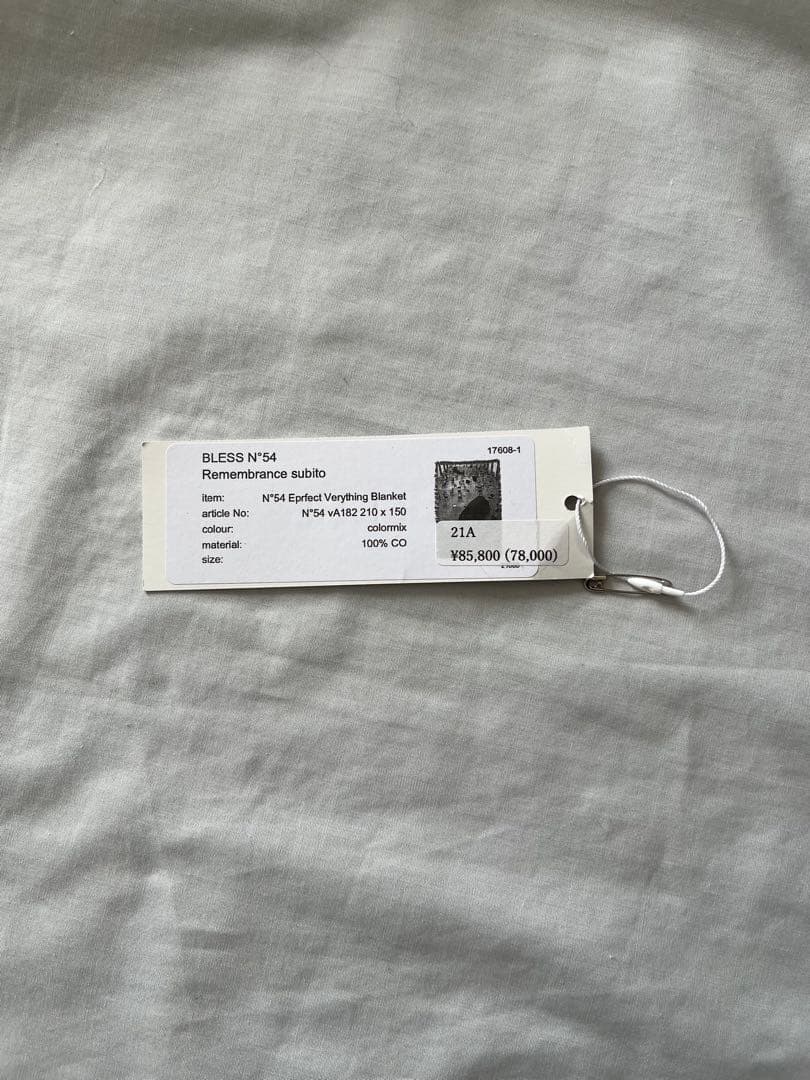 BLESS N°54
Remembrance subito
17608-1
item: N°54 Eprfect Verything Blanket
article No: N°54 vA182 210 x 150
colour: colormix
material: 100% CO
size:
21A
¥85,800 (78,000)